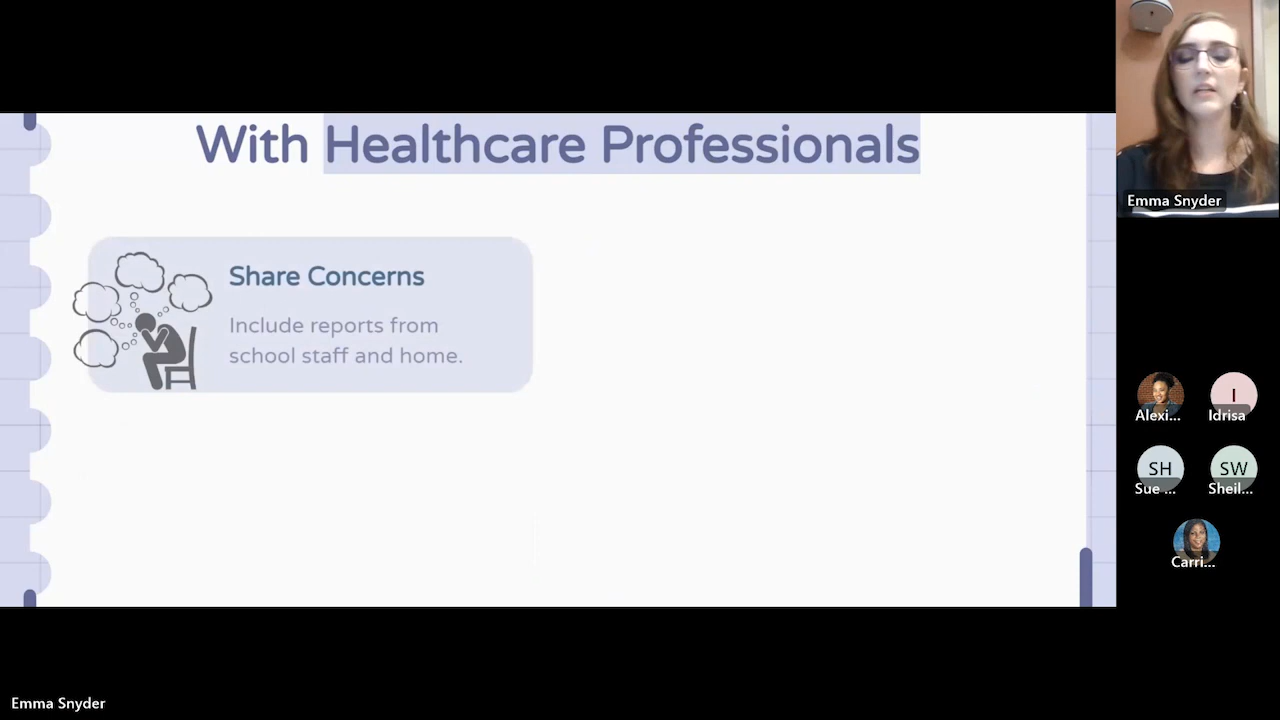 With Healthcare Professionals
Share Concerns
Include reports from
school staff and home.
Emma Snyder
Alexi...
I
Idrisa
SH
Sue ...
SW
Sheil...
Carri...
Emma Snyder